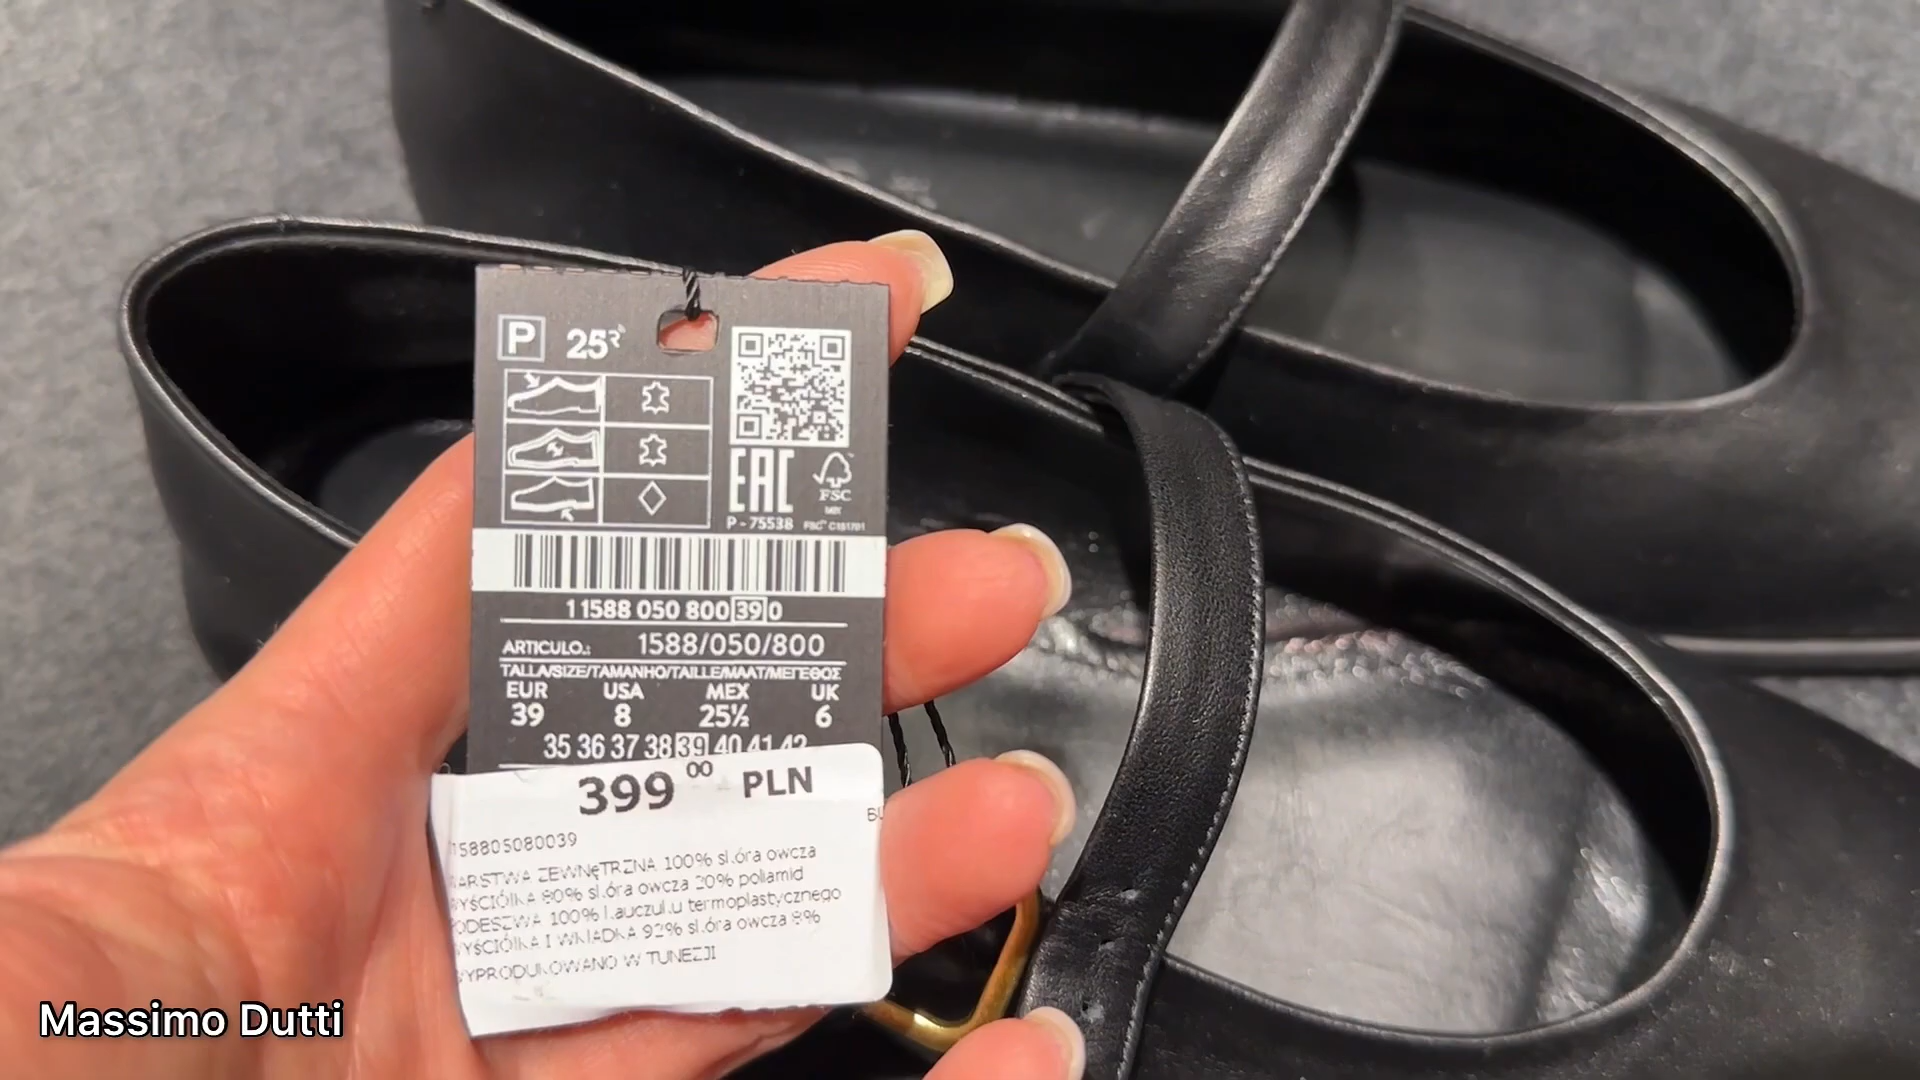 P 25
EAC
FSC
P - 75538 FSC™ C151701
1 1588 050 800 39 0
ARTICULO.: 1588/050/800
TALLA/SIZE/TAMANHO/TAILLE/MAAT/ΜΕΓΕΘΟΣ
EUR USA MEX UK
39 8 25½ 6
35 36 37 38 39 40 41 42
399 00 PLN
158805080039
100% skóra owcza
80% skóra owcza 20% poliamid
100% kauczuku termoplastycznego
I WKŁADKA 92% skóra owcza 8%
W TUNEZJI
Massimo Dutti